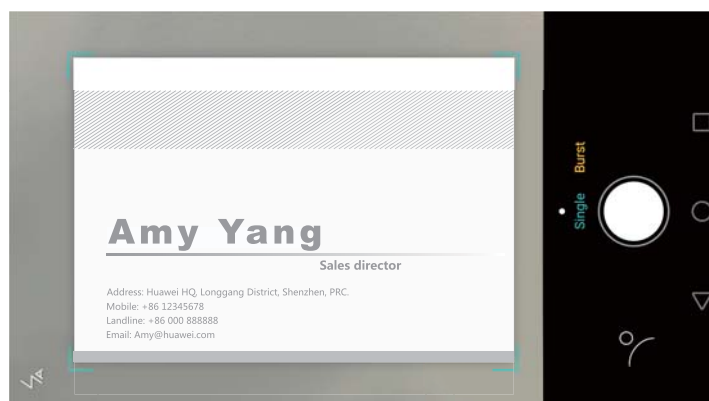 Amy Yang
Sales director
Address: Huawei HQ, Longgang District, Shenzhen, PRC.
Mobile: +86 12345678
Landline: +86 000 888888
Email: Amy@huawei.com
Single Burst